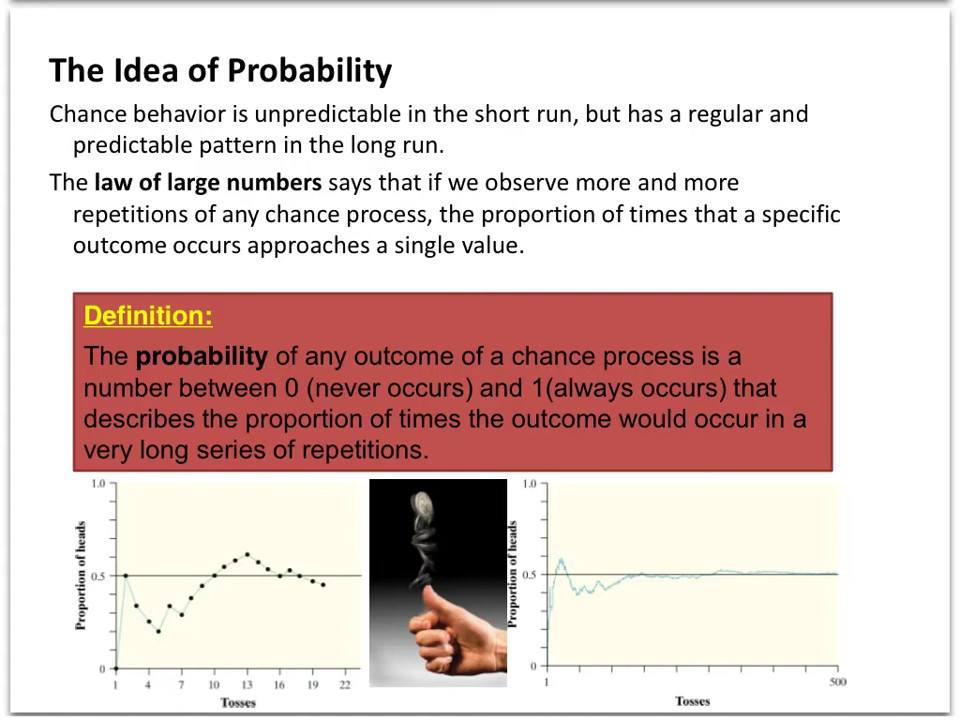 The Idea of Probability
Chance behavior is unpredictable in the short run, but has a regular and
predictable pattern in the long run.
The law of large numbers says that if we observe more and more
repetitions of any chance process, the proportion of times that a specific
outcome occurs approaches a single value.
Definition:
The probability of any outcome of a chance process is a
number between 0 (never occurs) and 1(always occurs) that
describes the proportion of times the outcome would occur in a
very long series of repetitions.
Proportion of heads
1.0
0.5
0
1 4 7 10 13 16 19 22
Tosses
Proportion of heads
1.0
0.5
0
1 500
Tosses